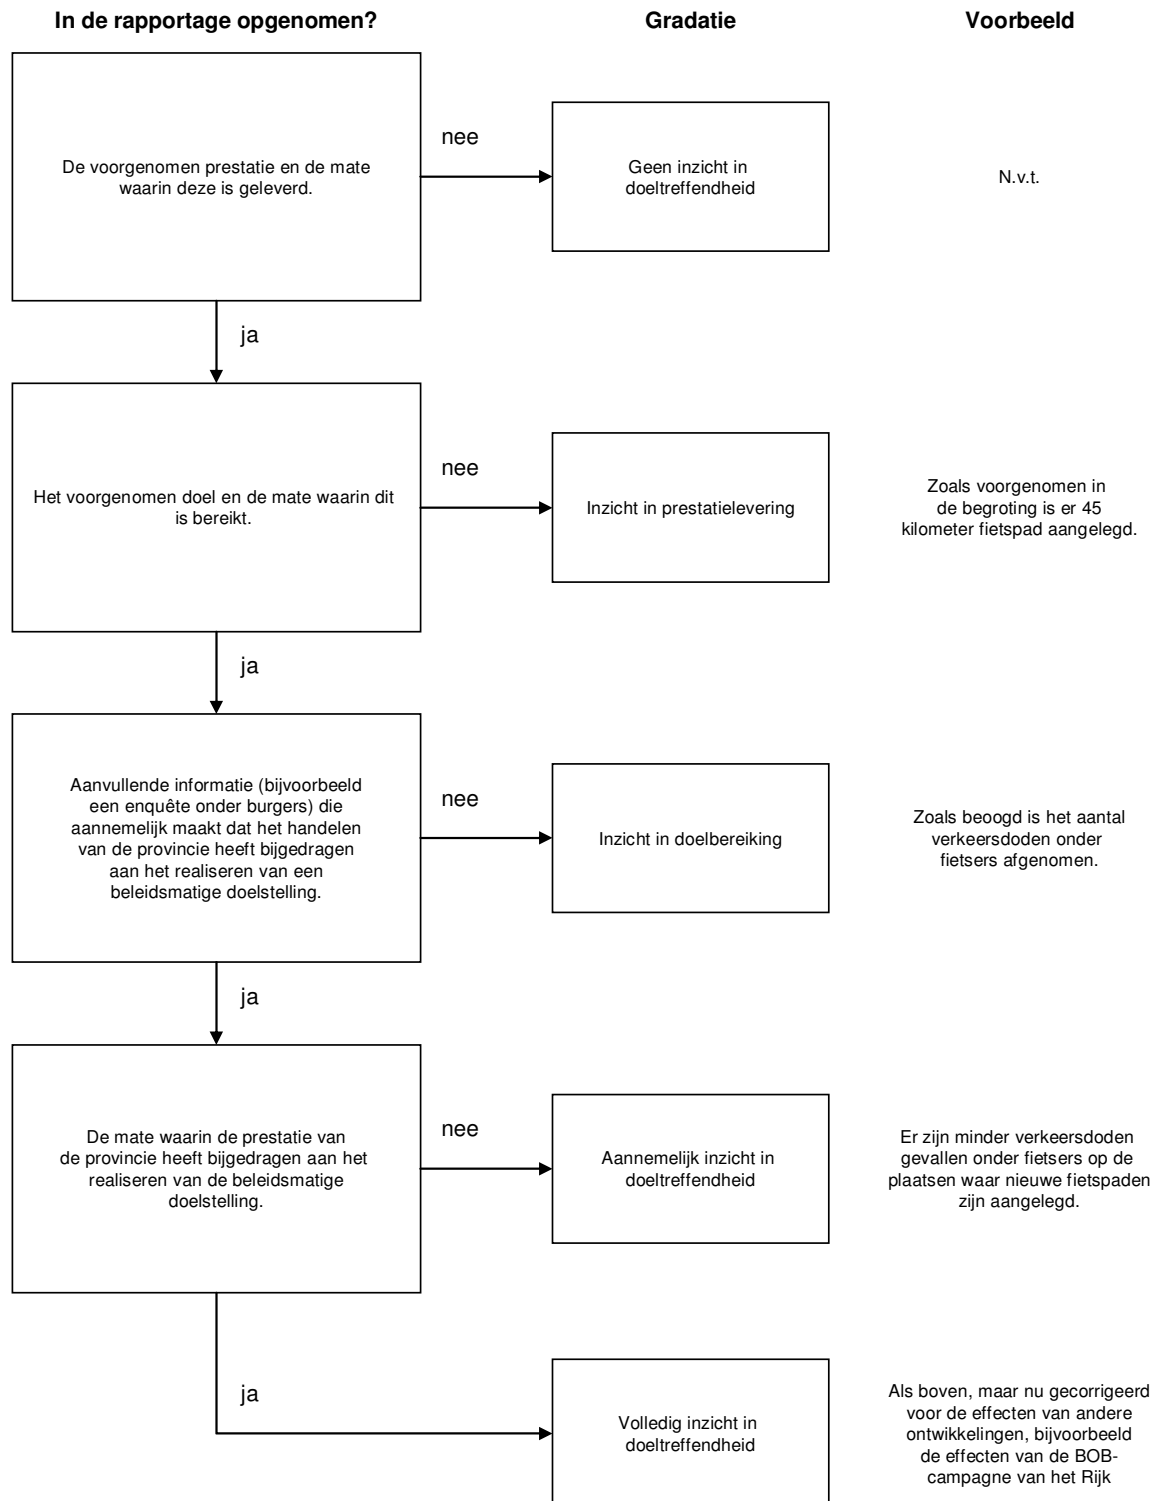 In de rapportage opgenomen?
Gradatie
Voorbeeld
De voorgenomen prestatie en de mate
waarin deze is geleverd.
nee
Geen inzicht in
doeltreffendheid
N.v.t.
ja
Het voorgenomen doel en de mate waarin dit
is bereikt.
nee
Inzicht in prestatielevering
Zoals voorgenomen in
de begroting is er 45
kilometer fietspad aangelegd.
ja
Aanvullende informatie (bijvoorbeeld
een enquête onder burgers) die
aannemelijk maakt dat het handelen
van de provincie heeft bijgedragen
aan het realiseren van een
beleidsmatige doelstelling.
nee
Inzicht in doelbereiking
Zoals beoogd is het aantal
verkeersdoden onder
fietsers afgenomen.
ja
De mate waarin de prestatie van
de provincie heeft bijgedragen aan het
realiseren van de beleidsmatige
doelstelling.
nee
Aannemelijk inzicht in
doeltreffendheid
Er zijn minder verkeersdoden
gevallen onder fietsers op de
plaatsen waar nieuwe fietspaden
zijn aangelegd.
ja
Volledig inzicht in
doeltreffendheid
Als boven, maar nu gecorrigeerd
voor de effecten van andere
ontwikkelingen, bijvoorbeeld
de effecten van de BOB-
campagne van het Rijk